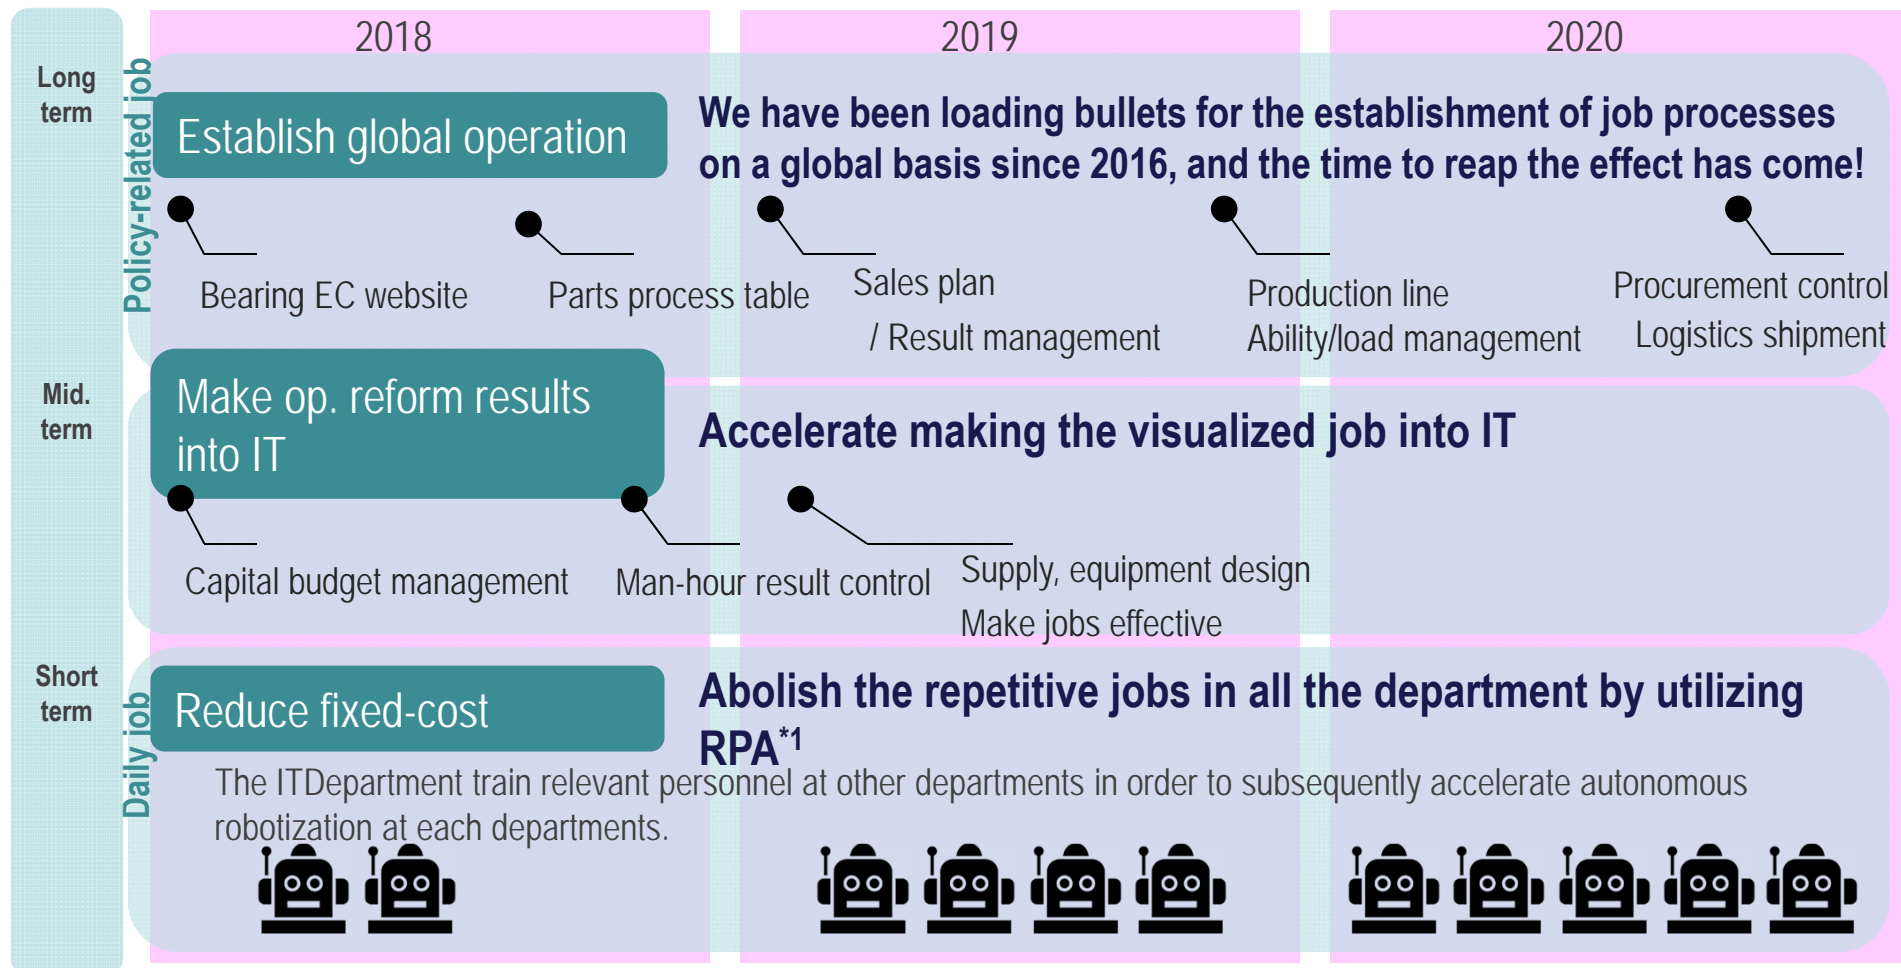 2018
2019
2020
Long
term
Policy-related job
Establish global operation
We have been loading bullets for the establishment of job processes
on a global basis since 2016, and the time to reap the effect has come!
Bearing EC website
Parts process table
Sales plan
/ Result management
Production line
Ability/load management
Procurement control
Logistics shipment
Mid.
term
Make op. reform results
into IT
Accelerate making the visualized job into IT
Capital budget management
Man-hour result control
Supply, equipment design
Make jobs effective
Short
term
Daily job
Reduce fixed-cost
Abolish the repetitive jobs in all the department by utilizing
RPA*1
The ITDepartment train relevant personnel at other departments in order to subsequently accelerate autonomous
robotization at each departments.